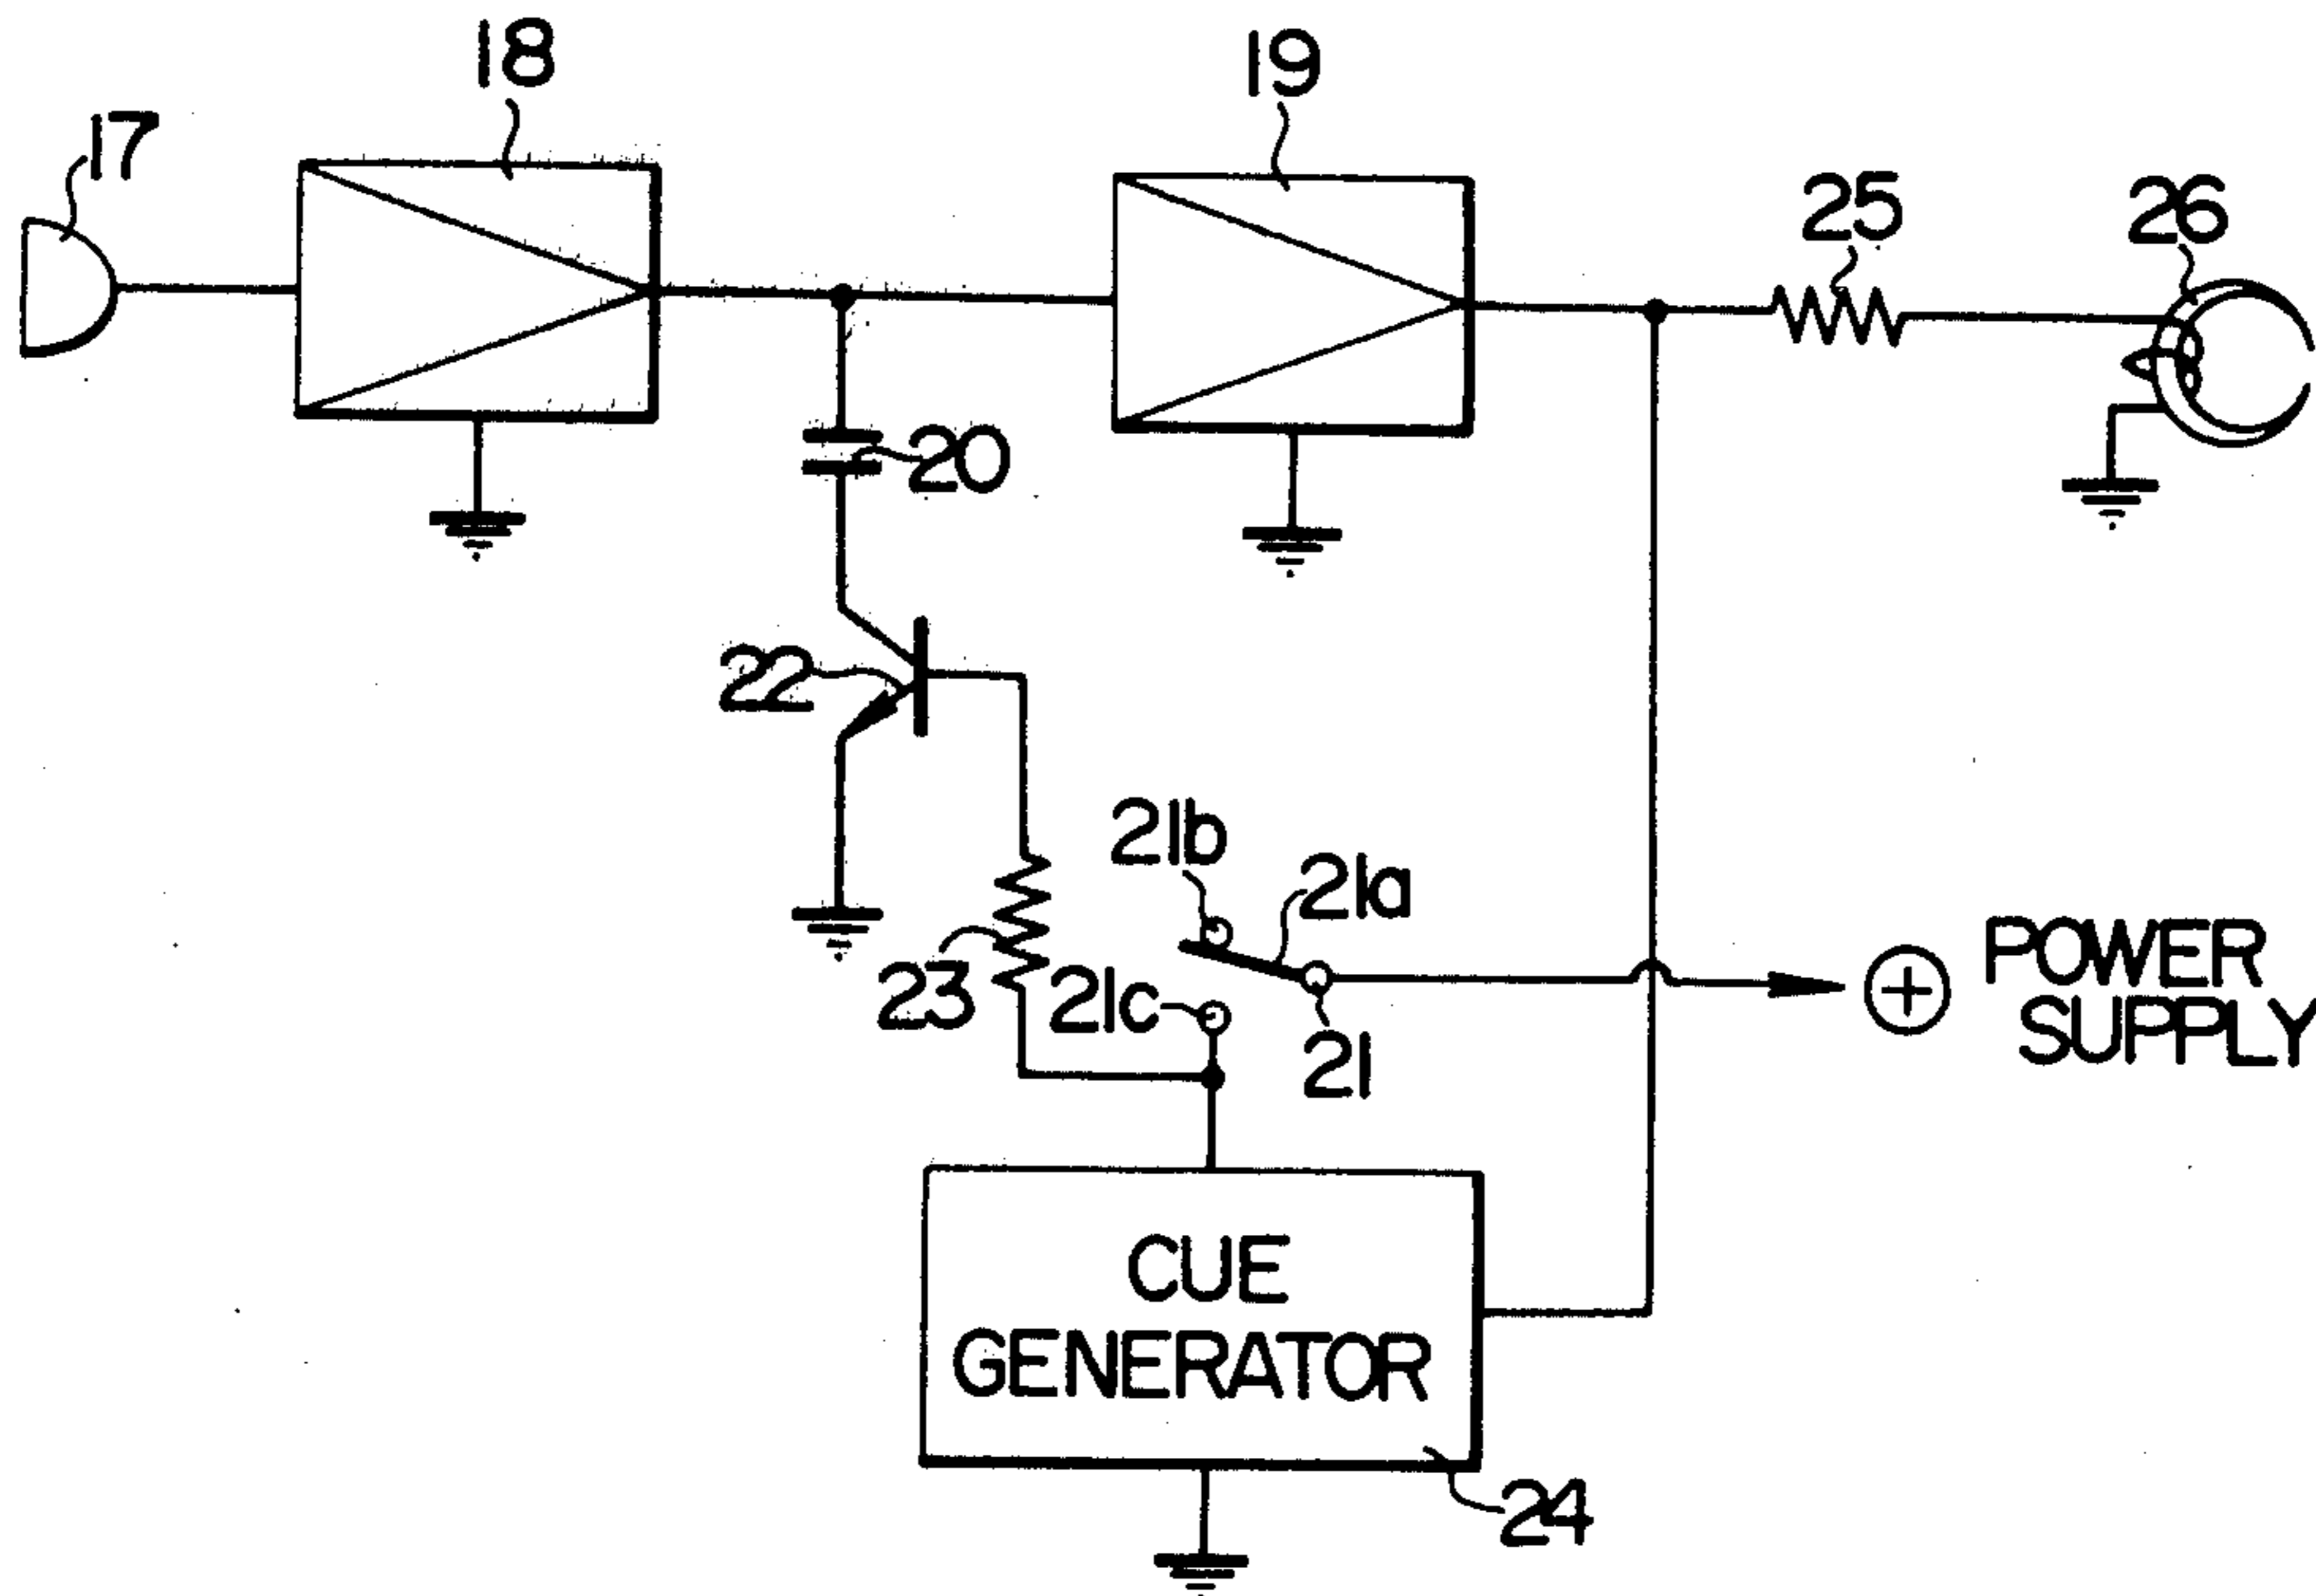 18
19
17
25
26
20
22
21b
21a
23
21c
21
+
POWER
SUPPLY
CUE
GENERATOR
24